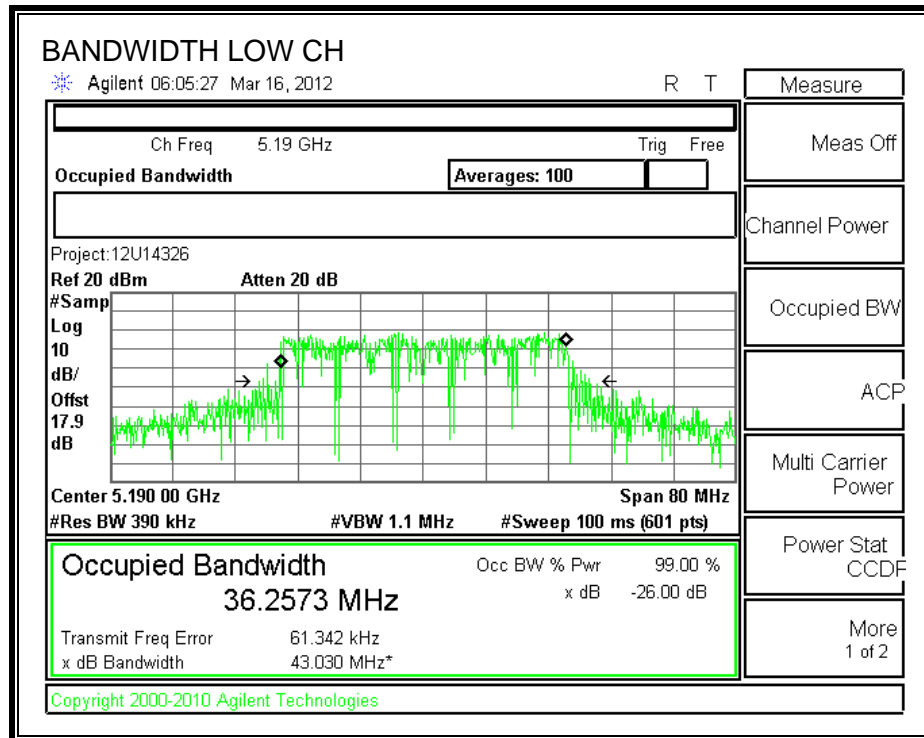 BANDWIDTH LOW CH
Agilent 06:05:27 Mar 16, 2012 R T
Measure
Ch Freq 5.19 GHz Trig Free
Meas Off
Occupied Bandwidth Averages: 100
Channel Power
Project:12U14326
Ref 20 dBm Atten 20 dB
#Samp
Log
10
dB/
Offst
17.9
dB
Occupied BW
ACP
Multi Carrier
Power
Center 5.190 00 GHz Span 80 MHz
#Res BW 390 kHz #VBW 1.1 MHz #Sweep 100 ms (601 pts)
Power Stat
CCDF
Occupied Bandwidth Occ BW % Pwr 99.00 %
36.2573 MHz x dB -26.00 dB
Transmit Freq Error 61.342 kHz
x dB Bandwidth 43.030 MHz*
More
1 of 2
Copyright 2000-2010 Agilent Technologies